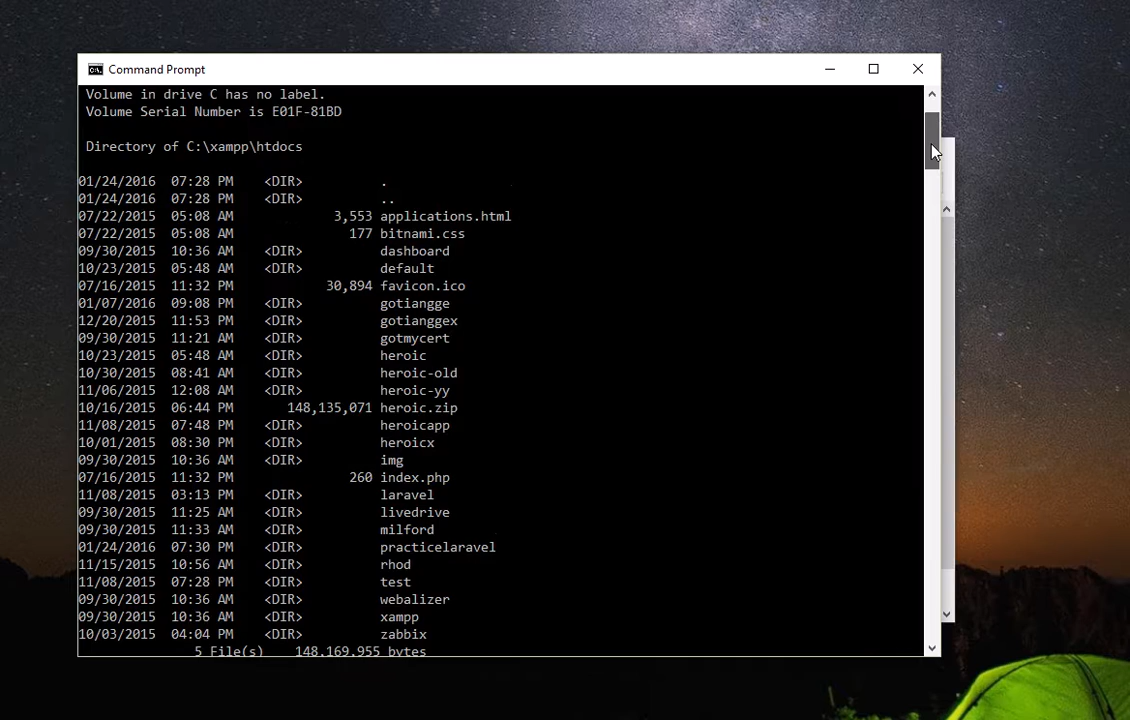 Command Prompt
Volume in drive C has no label.
Volume Serial Number is E01F-81BD
Directory of C:\xampp\htdocs
01/24/2016 07:28 PM <DIR> .
01/24/2016 07:28 PM <DIR> ..
07/22/2015 05:08 AM 3,553 applications.html
07/22/2015 05:08 AM 177 bitnami.css
09/30/2015 10:36 AM <DIR> dashboard
10/23/2015 05:48 AM <DIR> default
07/16/2015 11:32 PM 30,894 favicon.ico
01/07/2016 09:08 PM <DIR> gotiangge
12/20/2015 11:53 PM <DIR> gotianggex
09/30/2015 11:21 AM <DIR> gotmycert
10/23/2015 05:48 AM <DIR> heroic
10/30/2015 08:41 AM <DIR> heroic-old
11/06/2015 12:08 AM <DIR> heroic-yy
10/16/2015 06:44 PM 148,135,071 heroic.zip
11/08/2015 07:48 PM <DIR> heroicapp
10/01/2015 08:30 PM <DIR> heroicx
09/30/2015 10:36 AM <DIR> img
07/16/2015 11:32 PM 260 index.php
11/08/2015 03:13 PM <DIR> laravel
09/30/2015 11:25 AM <DIR> livedrive
09/30/2015 11:33 AM <DIR> milford
01/24/2016 07:30 PM <DIR> practicelaravel
11/15/2015 10:56 AM <DIR> rhod
11/08/2015 07:28 PM <DIR> test
09/30/2015 10:36 AM <DIR> webalizer
09/30/2015 10:36 AM <DIR> xampp
10/03/2015 04:04 PM <DIR> zabbix
5 File(s) 148,169,955 bytes